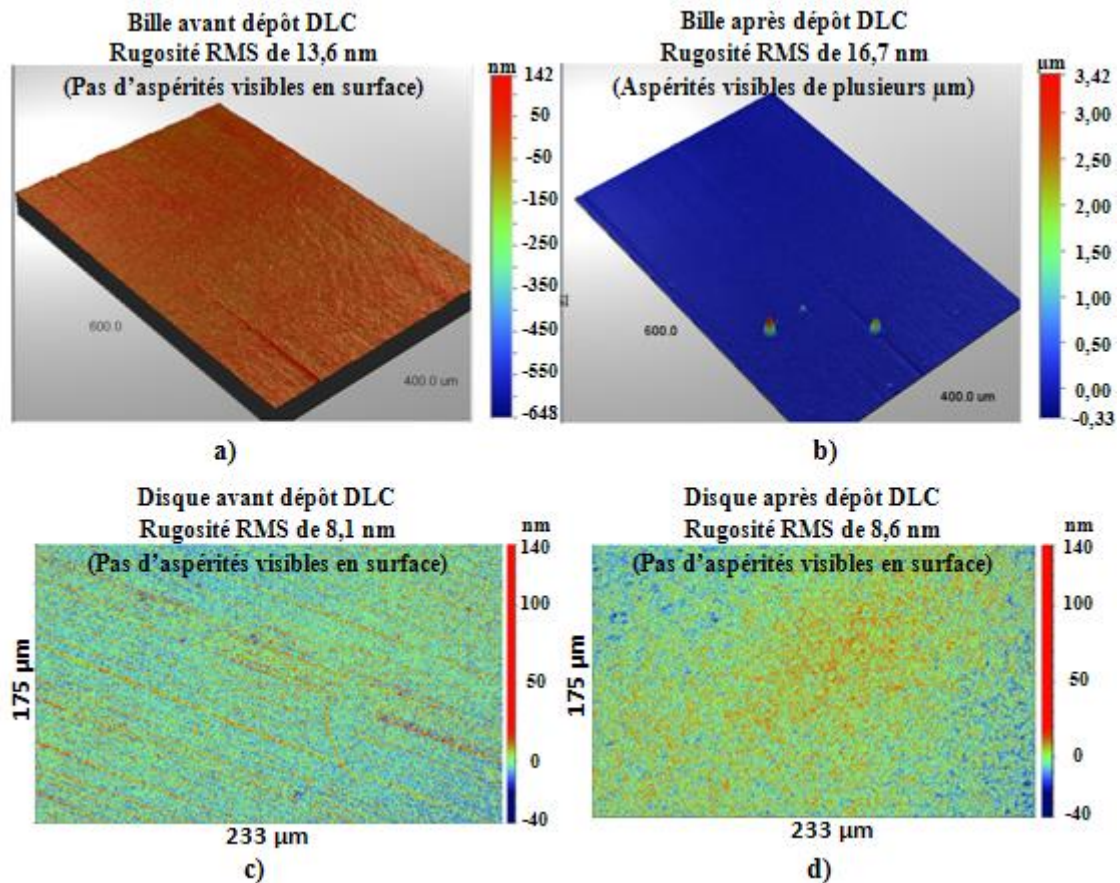 Bille avant dépôt DLC
Rugosité RMS de 13,6 nm
(Pas d’aspérités visibles en surface)
nm
142
50
-50
-150
-250
-350
-450
-550
-648
600.0
400.0 um
a)
Bille après dépôt DLC
Rugosité RMS de 16,7 nm
(Aspérités visibles de plusieurs µm)
µm
3,42
3,00
2,50
2,00
1,00
0,50
0,00
-0,33
600.0
400.0 um
b)
Disque avant dépôt DLC
Rugosité RMS de 8,1 nm
(Pas d’aspérités visibles en surface)
nm
140
100
50
0
-40
175 µm
233 µm
c)
Disque après dépôt DLC
Rugosité RMS de 8,6 nm
(Pas d’aspérités visibles en surface)
nm
140
100
50
0
-40
175 µm
233 µm
d)